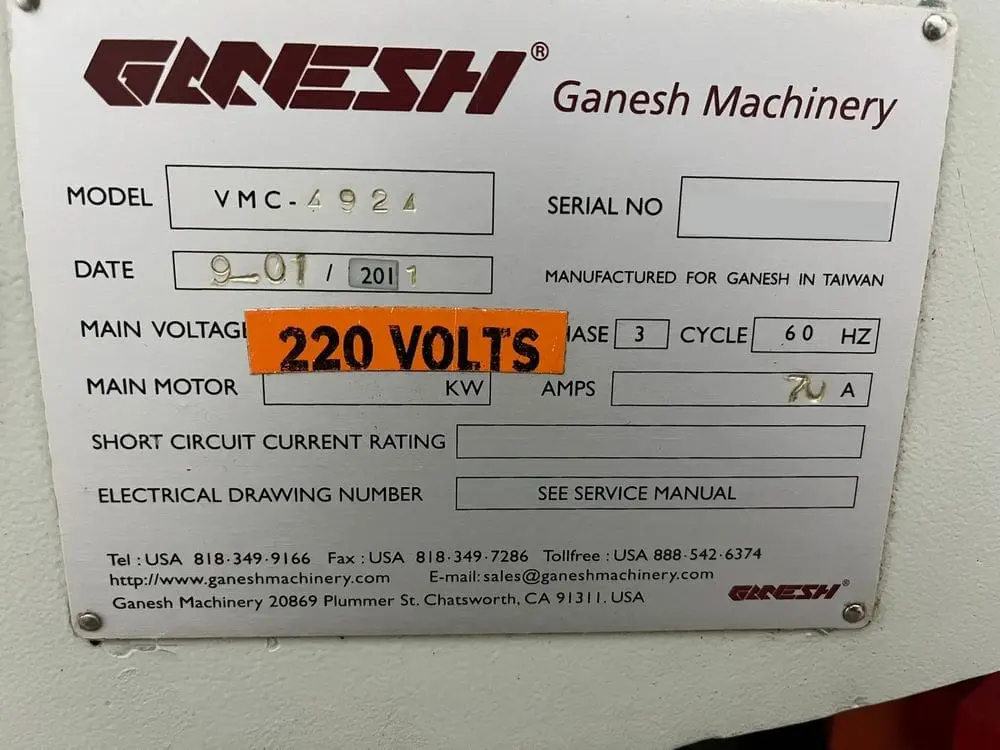 GANESH® Ganesh Machinery
MODEL VMC-4924 SERIAL NO
DATE 9-01 / 2011 MANUFACTURED FOR GANESH IN TAIWAN
MAIN 220 VOLTS 3 CYCLE 60 HZ
MAIN MOTOR KW AMPS 70 A
SHORT CIRCUIT CURRENT RATING
ELECTRICAL DRAWING NUMBER SEE SERVICE MANUAL
Tel : USA 818·349·9166 Fax : USA 818·349·7286 Tollfree : USA 888·542·6374
http://www.ganeshmachinery.com E-mail: sales@ganeshmachinery.com
Ganesh Machinery 20869 Plummer St. Chatsworth, CA 91311. USA
GANESH®